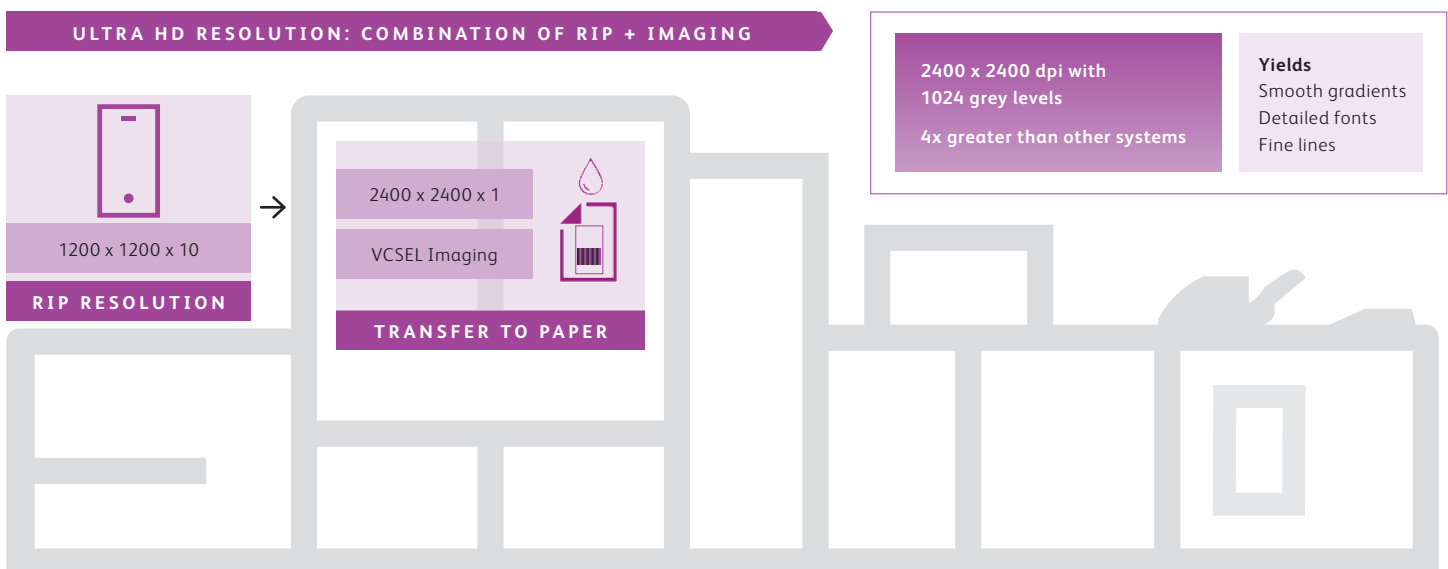 ULTRA HD RESOLUTION: COMBINATION OF RIP + IMAGING
1200 x 1200 x 10
RIP RESOLUTION
2400 x 2400 x 1
VCSEL Imaging
TRANSFER TO PAPER
2400 x 2400 dpi with
1024 grey levels
4x greater than other systems
Yields
Smooth gradients
Detailed fonts
Fine lines